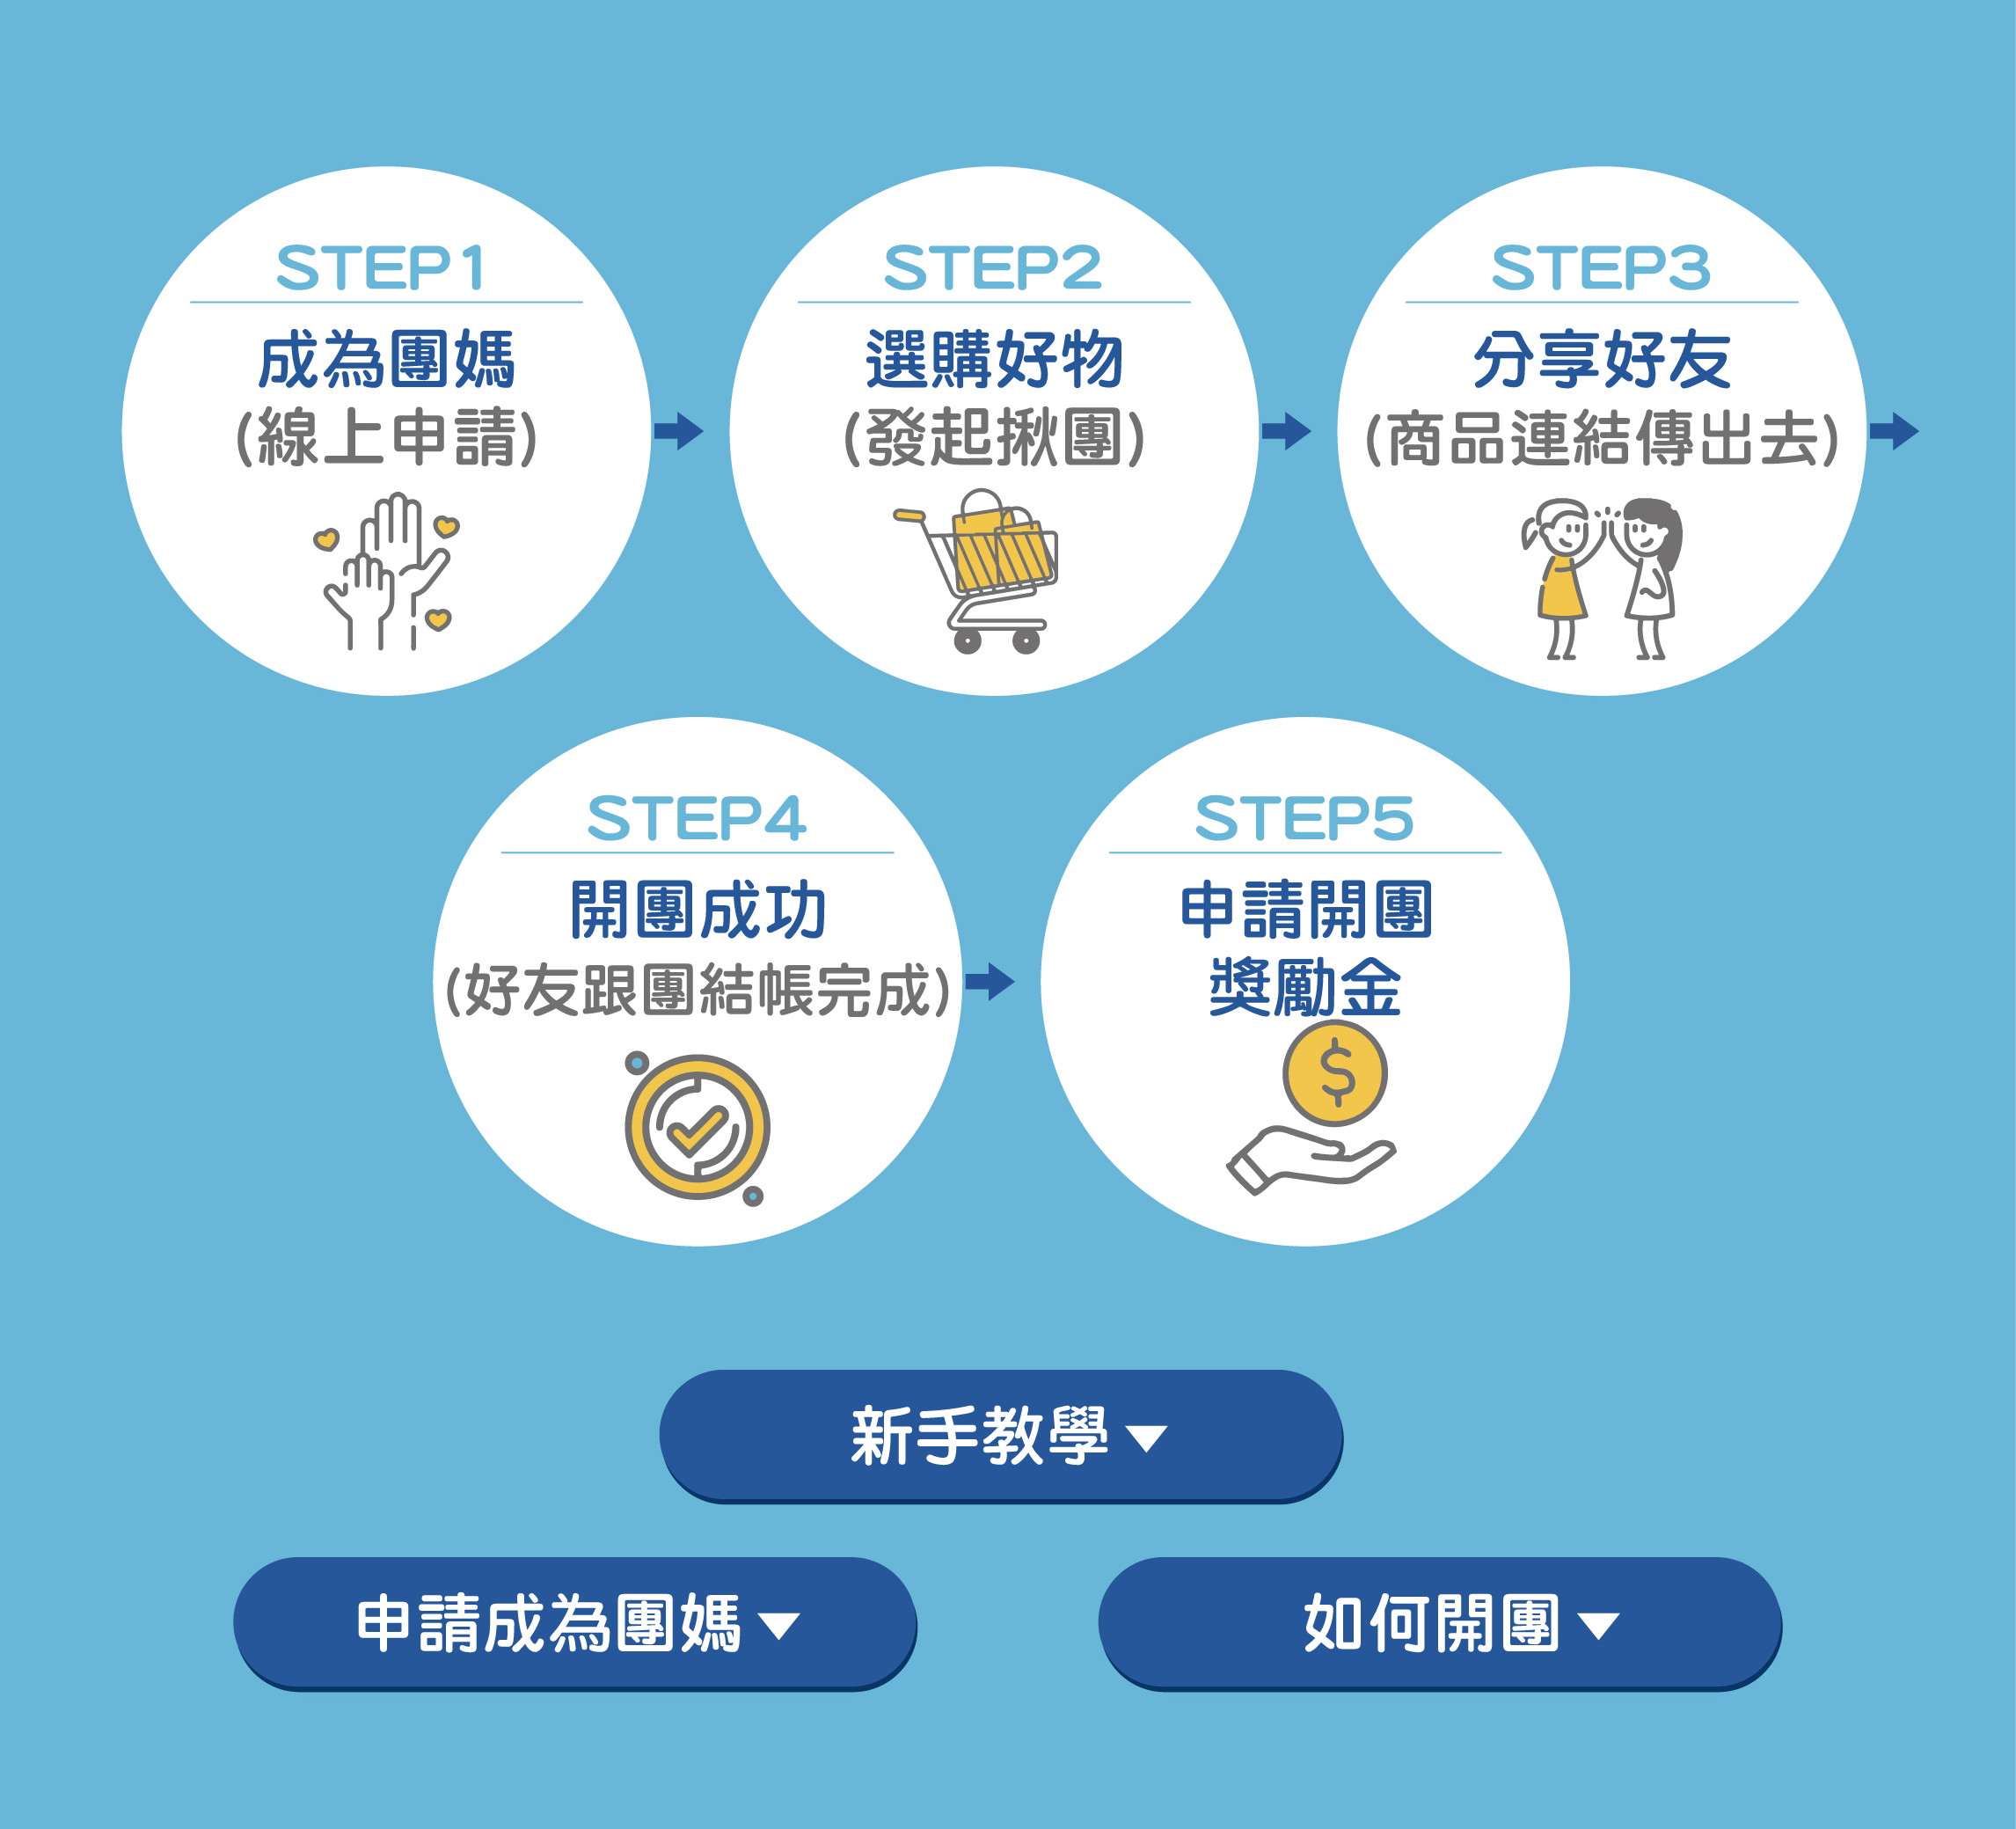 STEP1
成為團媽
(線上申請)
STEP2
選購好物
(發起揪團)
STEP3
分享好友
(商品連結傳出去)
STEP4
開團成功
(好友跟團結帳完成)
STEP5
申請開團
獎勵金
$
新手教學
申請成為團媽
如何開團